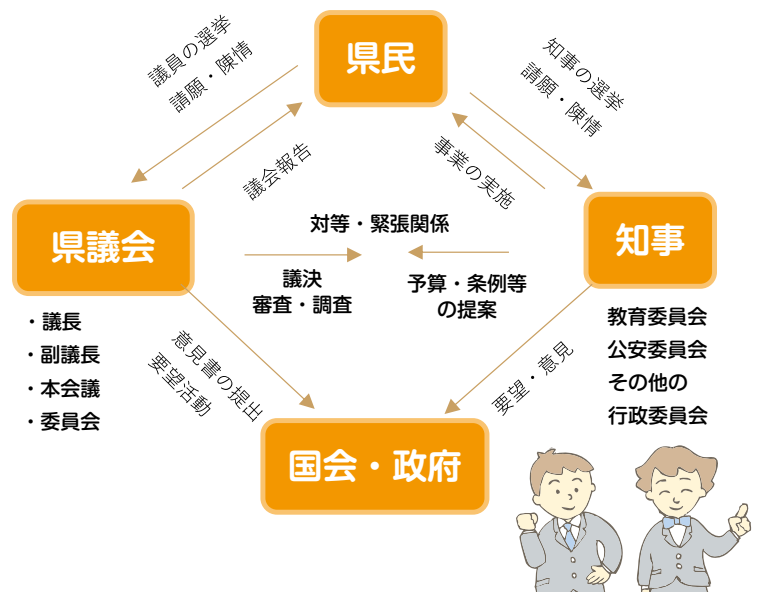 県民
議員の選挙
請願・陳情
議会報告
知事の選挙
請願・陳情
事業の実施
県議会
対等・緊張関係
知事
議決
審査・調査
予算・条例等
の提案
・議長
・副議長
・本会議
・委員会
教育委員会
公安委員会
その他の
行政委員会
意見書の提出
要望活動
要望・意見
国会・政府